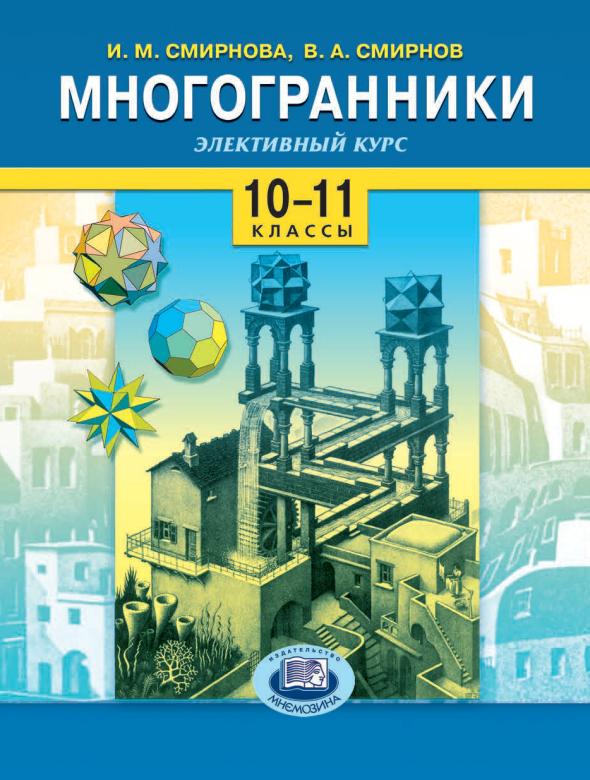 И. М. СМИРНОВА, В. А. СМИРНОВ
МНОГОГРАННИКИ
ЭЛЕКТИВНЫЙ КУРС
10–11
КЛАССЫ
ИЗДАТЕЛЬСТВО
МНЕМОЗИНА